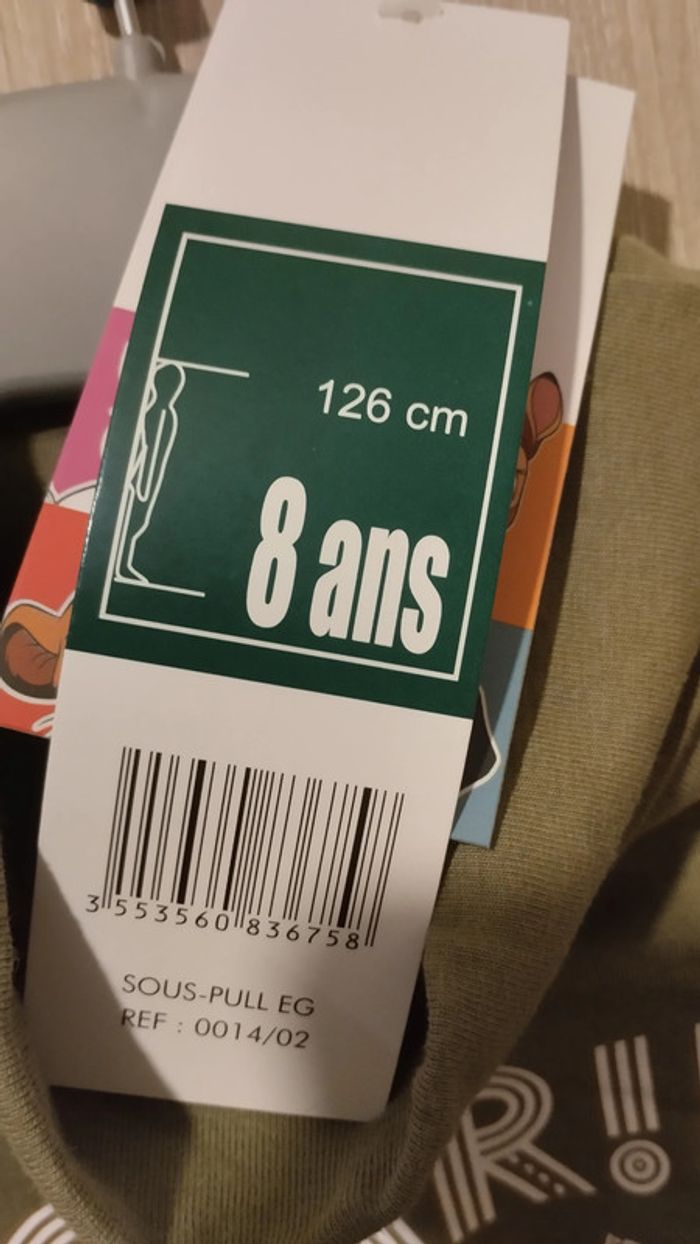 126 cm
8 ans
3 553560 836758
SOUS-PULL EG
REF : 0014/02
R!